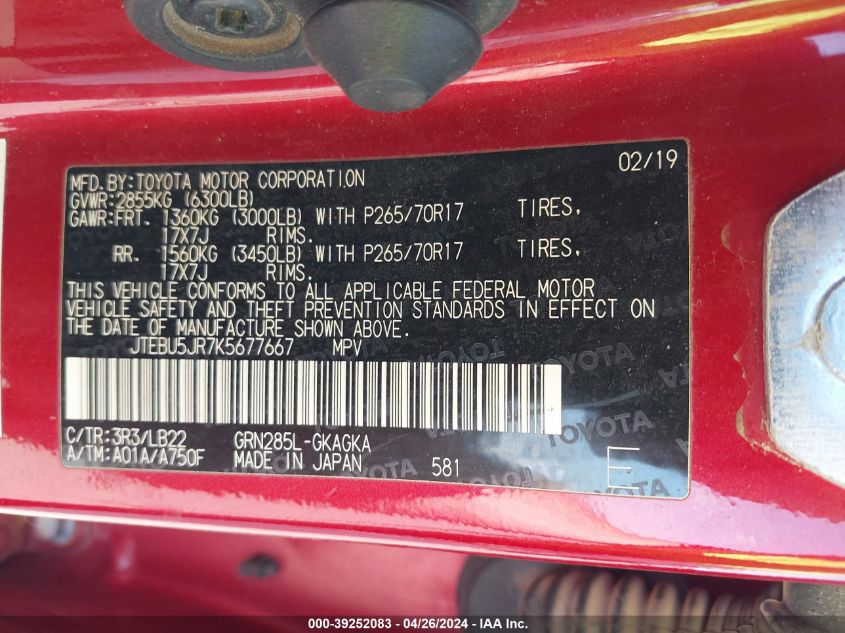 02/19
MFD. BY:TOYOTA MOTOR CORPORATION
GVWR:2855KG (6300LB)
GAWR:FRT. 1360KG (3000LB) WITH P265/70R17 TIRES,
17X7J RIMS.
RR. 1560KG (3450LB) WITH P265/70R17 TIRES,
17X7J RIMS.
THIS VEHICLE CONFORMS TO ALL APPLICABLE FEDERAL MOTOR
VEHICLE SAFETY AND THEFT PREVENTION STANDARDS IN EFFECT ON
THE DATE OF MANUFACTURE SHOWN ABOVE.
JTEBU5JR7K5677667 MPV
C/TR:3R3/LB22 GRN285L-GKAGKA
A/TM:A01A/A750F MADE IN JAPAN 581 E
TOYOTA
000-39252083 - 04/26/2024 - IAA Inc.